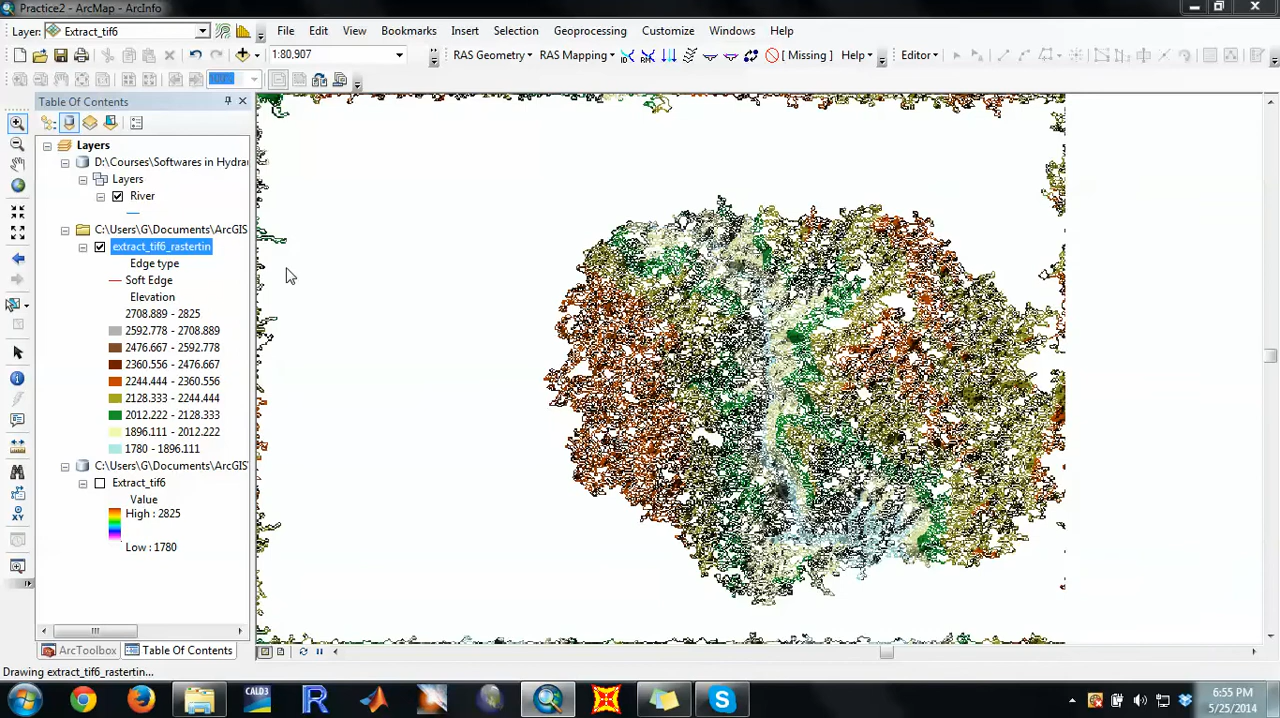 Practice2 - ArcMap - ArcInfo
Layer: Extract_tif6 File Edit View Bookmarks Insert Selection Geoprocessing Customize Windows Help
1:80,907 RAS Geometry RAS Mapping [ Missing ] Help Editor
100%
Table Of Contents
Layers
D:\Courses\Softwares in Hydrau
Layers
River
C:\Users\G\Documents\ArcGIS
extract_tif6_rastertin
Edge type
Soft Edge
Elevation
2708.889 - 2825
2592.778 - 2708.889
2476.667 - 2592.778
2360.556 - 2476.667
2244.444 - 2360.556
2128.333 - 2244.444
2012.222 - 2128.333
1896.111 - 2012.222
1780 - 1896.111
C:\Users\G\Documents\ArcGIS
Extract_tif6
Value
High : 2825
Low : 1780
ArcToolbox Table Of Contents
Drawing extract_tif6_rastertin...
CALD3
R
S
6:55 PM
5/25/2014